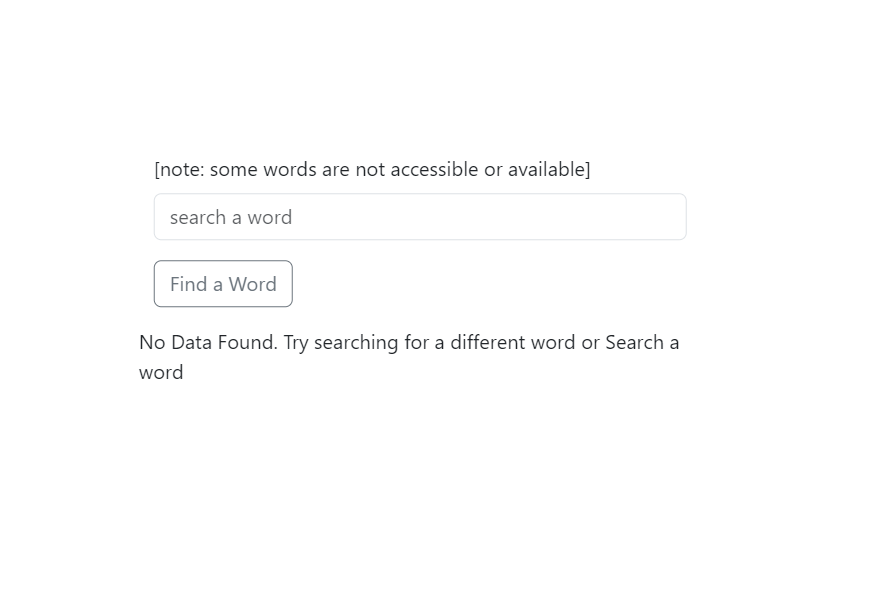 [note: some words are not accessible or available]
search a word
Find a Word
No Data Found. Try searching for a different word or Search a
word